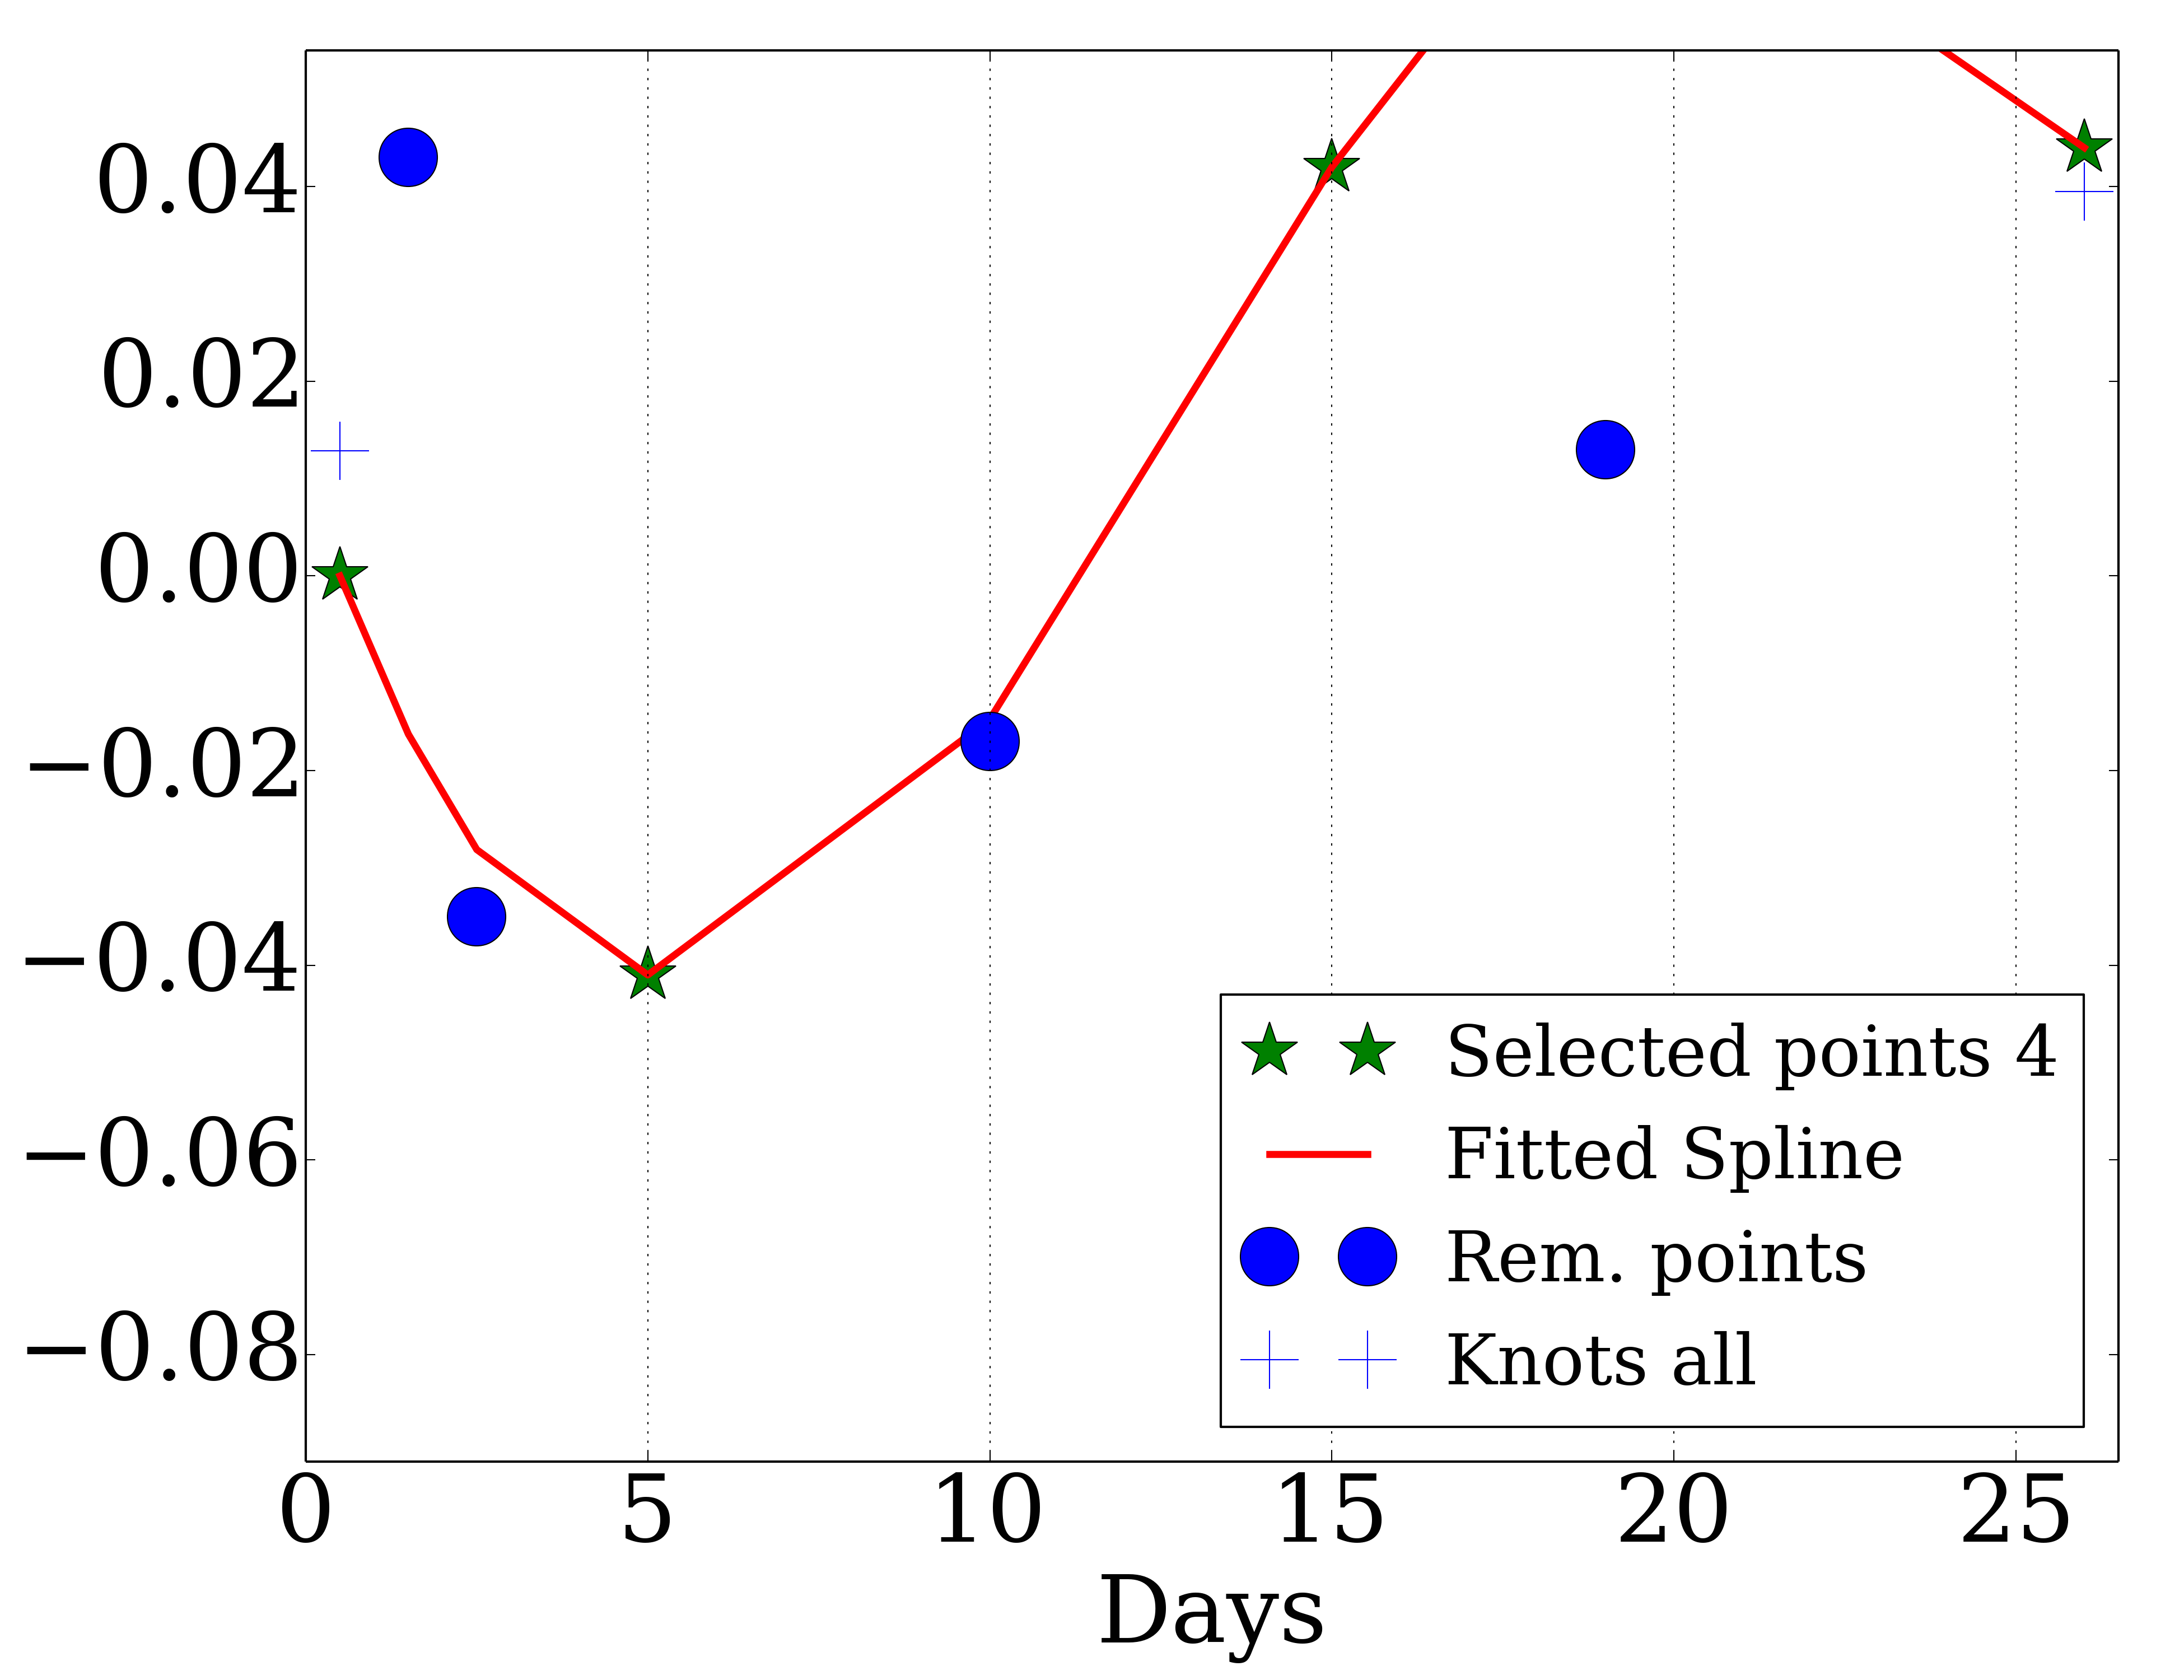 0.04
0.02
0.00
−0.02
−0.04
−0.06
−0.08
0 5 10 15 20 25
Days
Selected points 4
Fitted Spline
Rem. points
Knots all